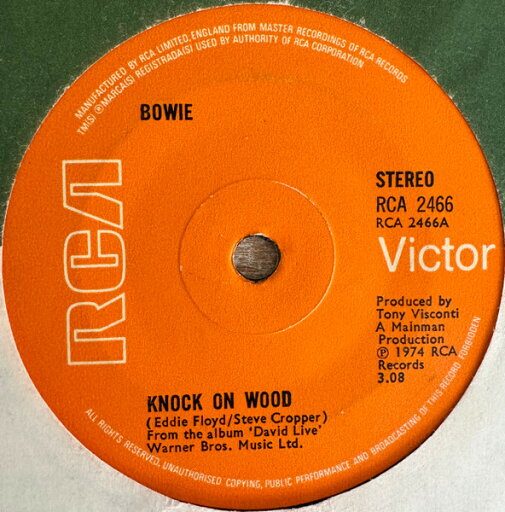 MANUFACTURED BY RCA LIMITED, ENGLAND FROM MASTER RECORDINGS OF RCA RECORDS
TM(S) ® MARCA(S) REGISTRADA(S) USED BY AUTHORITY OF RCA CORPORATION
BOWIE
RCA
STEREO
RCA 2466
RCA 2466A
Victor
Produced by
Tony Visconti
A Mainman
Production
℗ 1974 RCA
Records
3.08
KNOCK ON WOOD
(Eddie Floyd/Steve Cropper)
From the album 'David Live'
Warner Bros. Music Ltd.
ALL RIGHTS RESERVED, UNAUTHORISED COPYING, PUBLIC PERFORMANCE AND BROADCASTING OF THIS RECORD FORBIDDEN